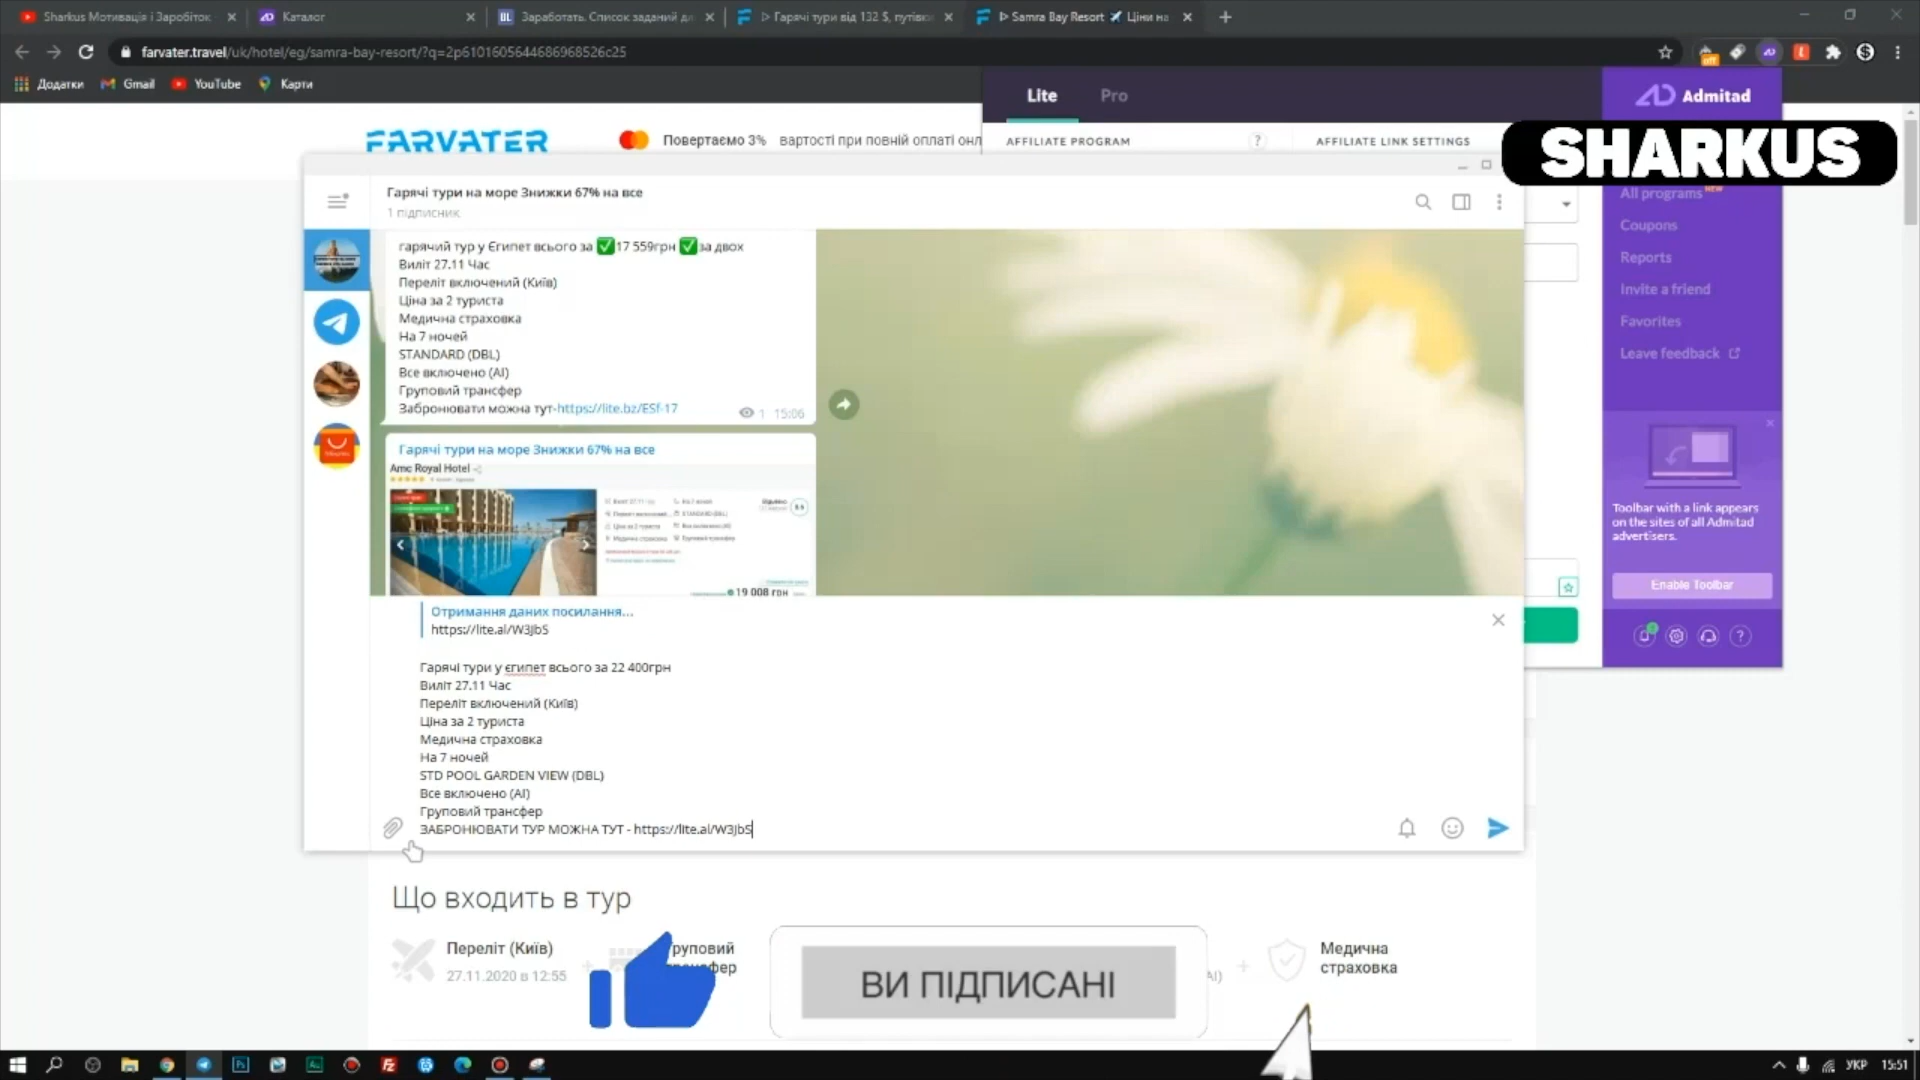 Sharkus Мотивація і Заробіток
Каталог
Заработать. Список заданий дл
ᐈ Гарячі тури від 132 $, путівк
ᐈ Samra Bay Resort ✈️ Ціни на
farvater.travel/uk/hotel/eg/samra-bay-resort/?q=2p6101605644686968526c25
Додатки
Gmail
YouTube
Карти
Lite
Pro
Admitad
FARVATER
Повертаємо 3% вартості при повній оплаті онл
AFFILIATE PROGRAM
AFFILIATE LINK SETTINGS
SHARKUS
All programs NEW
Coupons
Reports
Invite a friend
Favorites
Leave feedback
Toolbar with a link appears
on the sites of all Admitad
advertisers.
Enable Toolbar
Гарячі тури на море Знижки 67% на все
1 підписник
гарячий тур у Єгипет всього за ✅17 559грн ✅за двох
Виліт 27.11 Час
Переліт включений (Київ)
Ціна за 2 туриста
Медична страховка
На 7 ночей
STANDARD (DBL)
Все включено (AI)
Груповий трансфер
Забронювати можна тут-https://lite.bz/ESf-17
1 15:06
Гарячі тури на море Знижки 67% на все
Amc Royal Hotel
19 008 грн
Отримання даних посилання...
https://lite.al/W3JbS
Гарячі тури у єгипет всього за 22 400грн
Виліт 27.11 Час
Переліт включений (Київ)
Ціна за 2 туриста
Медична страховка
На 7 ночей
STD POOL GARDEN VIEW (DBL)
Все включено (AI)
Груповий трансфер
ЗАБРОНЮВАТИ ТУР МОЖНА ТУТ - https://lite.al/W3JbS
Що входить в тур
Переліт (Київ)
27.11.2020 в 12:55
руповий
ВИ ПІДПИСАНІ
AI)
Медична
страховка
УКР
15:51